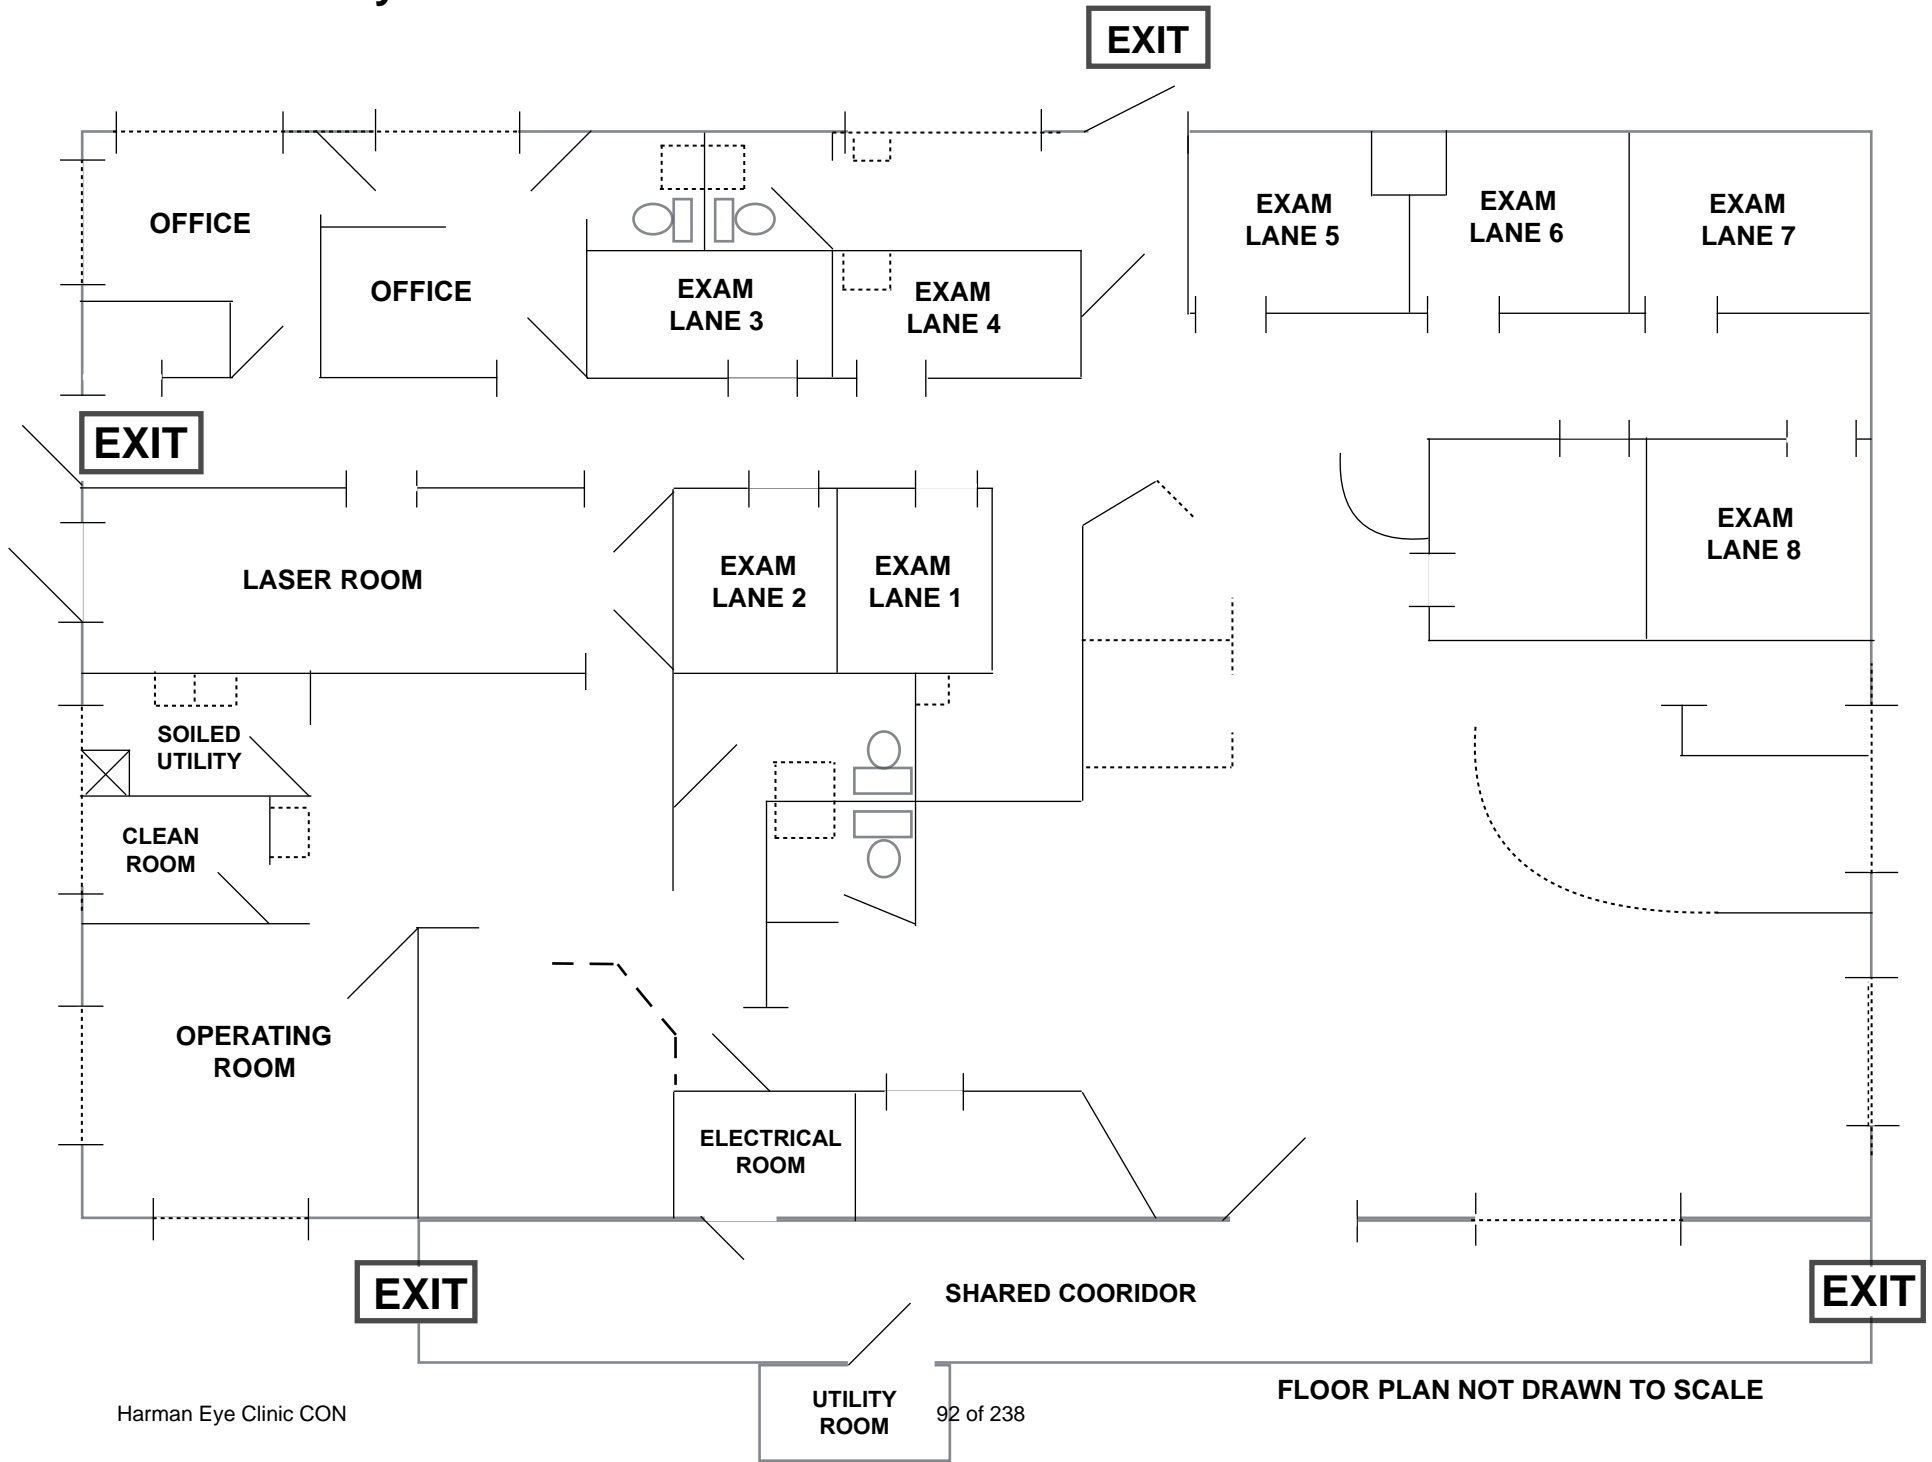 EXIT
OFFICE
EXAM
LANE 5
EXAM
LANE 6
EXAM
LANE 7
OFFICE
EXAM
LANE 3
EXAM
LANE 4
EXIT
LASER ROOM
EXAM
LANE 2
EXAM
LANE 1
EXAM
LANE 8
SOILED
UTILITY
CLEAN
ROOM
OPERATING
ROOM
ELECTRICAL
ROOM
EXIT
SHARED COORIDOR
EXIT
FLOOR PLAN NOT DRAWN TO SCALE
UTILITY
ROOM
Harman Eye Clinic CON
92 of 238